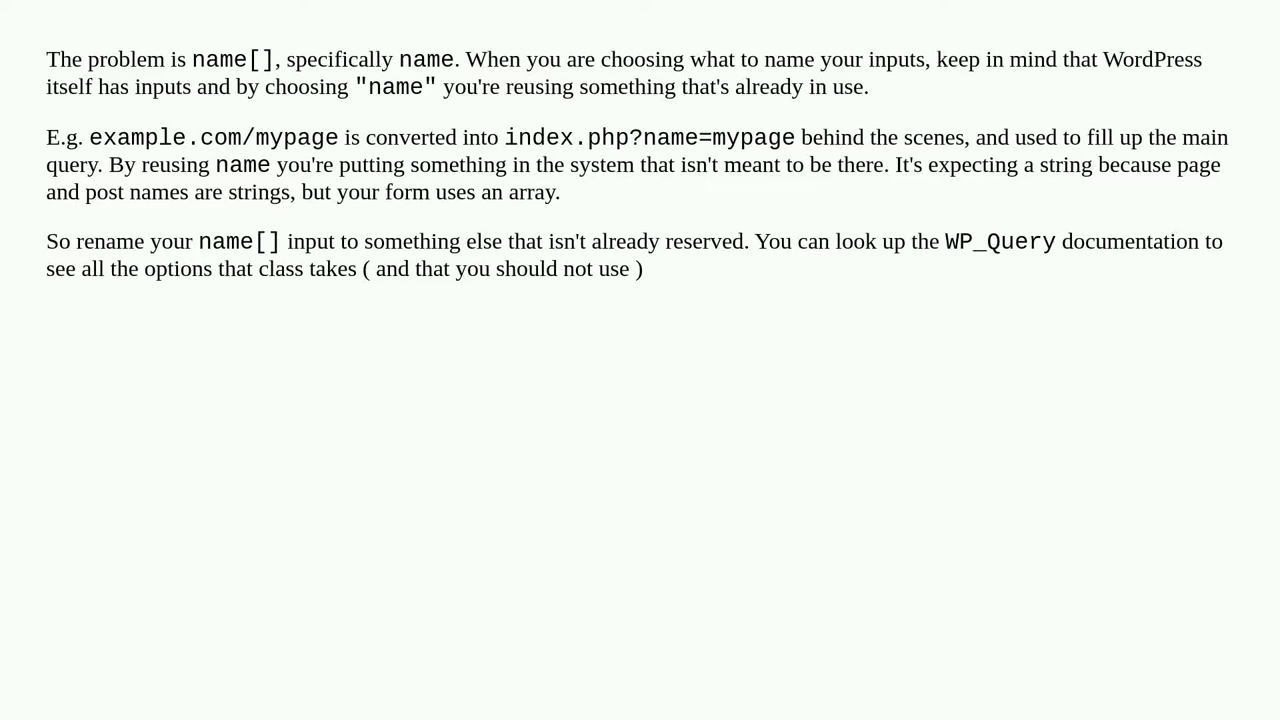 The problem is name[], specifically name. When you are choosing what to name your inputs, keep in mind that WordPress
itself has inputs and by choosing "name" you're reusing something that's already in use.
E.g. example.com/mypage is converted into index.php?name=mypage behind the scenes, and used to fill up the main
query. By reusing name you're putting something in the system that isn't meant to be there. It's expecting a string because page
and post names are strings, but your form uses an array.
So rename your name[] input to something else that isn't already reserved. You can look up the WP_Query documentation to
see all the options that class takes ( and that you should not use )